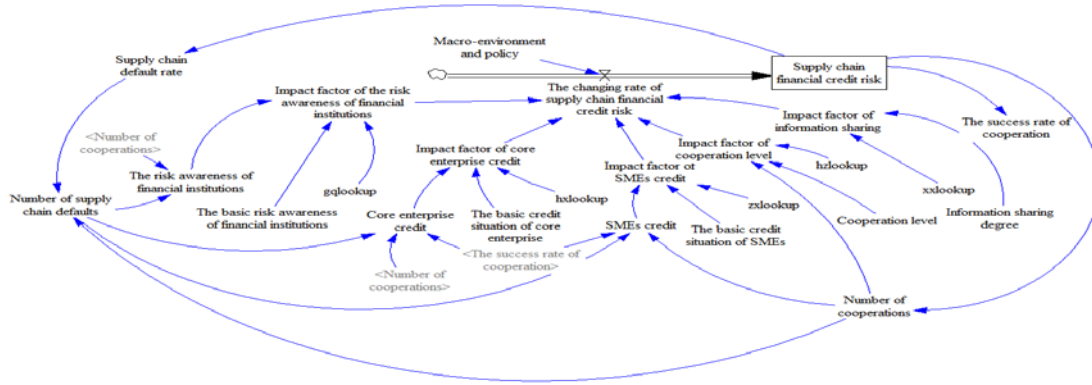 Macro-environment
and policy
Supply chain
default rate
Supply chain
financial credit risk
Impact factor of the risk
awareness of financial
institutions
The changing rate of
supply chain financial
credit risk
Impact factor of
information sharing
The success rate of
cooperation
<Number of
cooperations>
The risk awareness of
financial institutions
Impact factor of core
enterprise credit
Impact factor of
cooperation level
hzlookup
Impact factor of
SMEs credit
xxlookup
gqlookup
hxlookup
zxlookup
Number of supply
chain defaults
The basic risk awareness
of financial institutions
Core enterprise
credit
The basic credit
situation of core
enterprise
SMEs credit
The basic credit
situation of SMEs
Cooperation level
Information sharing
degree
<The success rate of
cooperation>
<Number of
cooperations>
Number of
cooperations